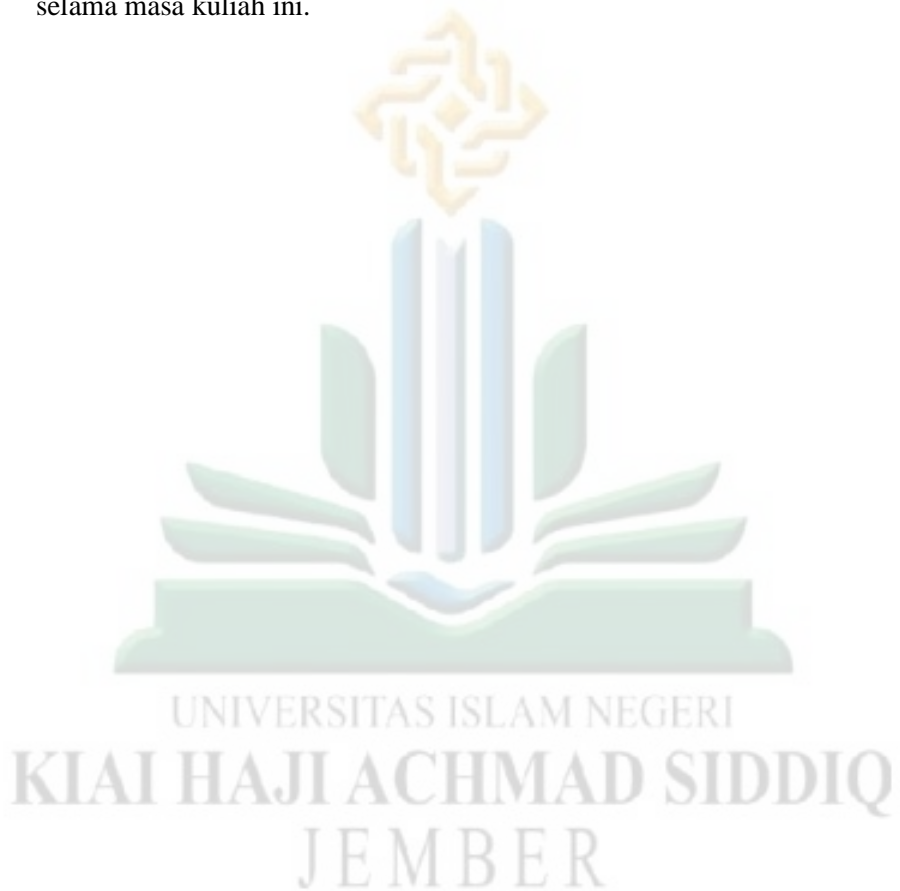 selama masa kuliah ini.
UNIVERSITAS ISLAM NEGERI
KIAI HAJI ACHMAD SIDDIQ
JEMBER